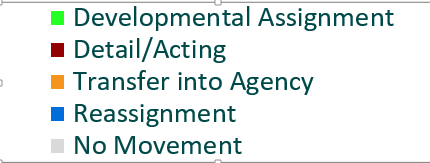 Developmental Assignment
Detail/Acting
Transfer into Agency
Reassignment
No Movement